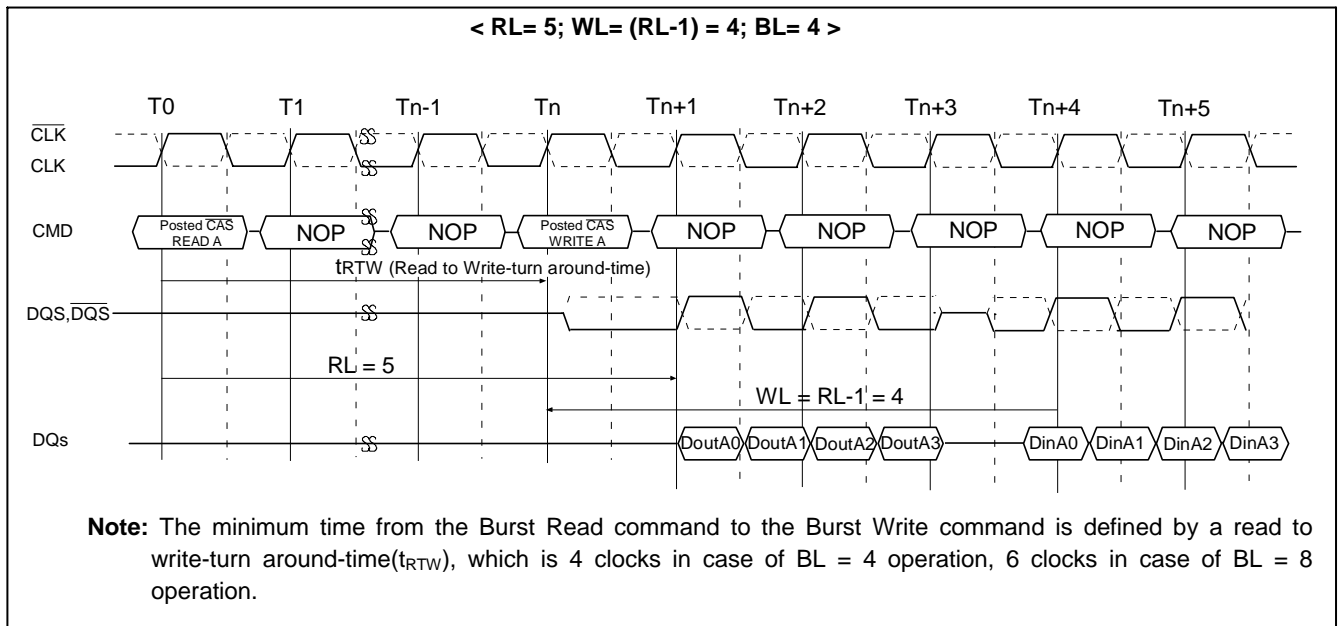 < RL= 5; WL= (RL-1) = 4; BL= 4 >
T0 T1 Tn-1 Tn Tn+1 Tn+2 Tn+3 Tn+4 Tn+5
CLK
CLK
CMD
Posted CAS
READ A
NOP
NOP
Posted CAS
WRITE A
NOP
NOP
NOP
NOP
NOP
tRTW (Read to Write-turn around-time)
DQS,DQS
RL = 5
WL = RL-1 = 4
DQs
DoutA0 DoutA1 DoutA2 DoutA3 DinA0 DinA1 DinA2 DinA3
Note: The minimum time from the Burst Read command to the Burst Write command is defined by a read to
write-turn around-time(tRTW), which is 4 clocks in case of BL = 4 operation, 6 clocks in case of BL = 8
operation.